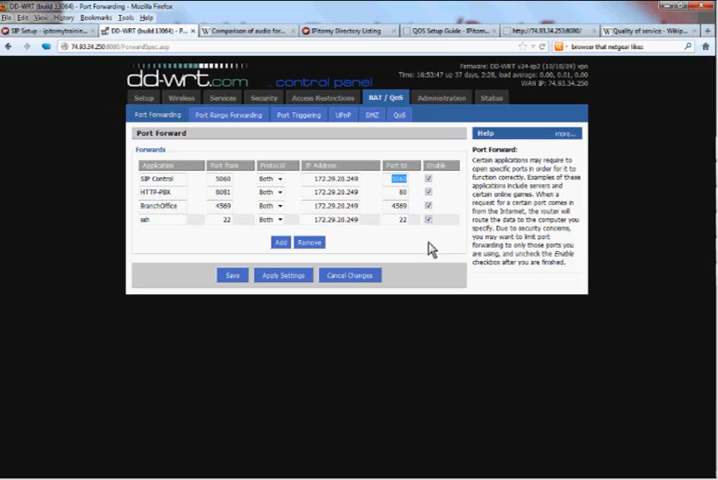 DD-WRT (build 13064) - Port Forwarding - Mozilla Firefox
File Edit View History Bookmarks Tools Help
SIP Setup - ipitomytrainin... DD-WRT (build 13064) - P... Comparison of audio for... IPitomy Directory Listing http://74.93.34.253:8080/ QOS Setup Guide - IPitom... Quality of service - Wikip...
74.93.34.250:8080/ForwardSpec.asp browser that netgear likes
Firmware: DD-WRT v24-sp2 (10/10/09) vpn
Time: 16:53:47 up 37 days, 2:28, load average: 0.00, 0.01, 0.00
WAN IP: 74.93.34.250
dd-wrt.com ... control panel
Setup Wireless Services Security Access Restrictions NAT / QoS Administration Status
Port Forwarding Port Range Forwarding Port Triggering UPnP DMZ QoS
Port Forward
Forwards
Application Port from Protocol IP Address Port to Enable
SIP Control 5060 Both 172.29.20.249 5060
HTTP-PBX 8081 Both 172.29.20.249 80
BranchOffice 4569 Both 172.29.20.249 4569
ssh 22 Both 172.29.20.249 22
Add Remove
Save Apply Settings Cancel Changes
Help more...
Port Forward:
Certain applications may require to
open specific ports in order for it to
function correctly. Examples of these
applications include servers and
certain online games. When a
request for a certain port comes in
from the Internet, the router will
route the data to the computer you
specify. Due to security concerns,
you may want to limit port
forwarding to only those ports you
are using, and uncheck the Enable
checkbox after you are finished.